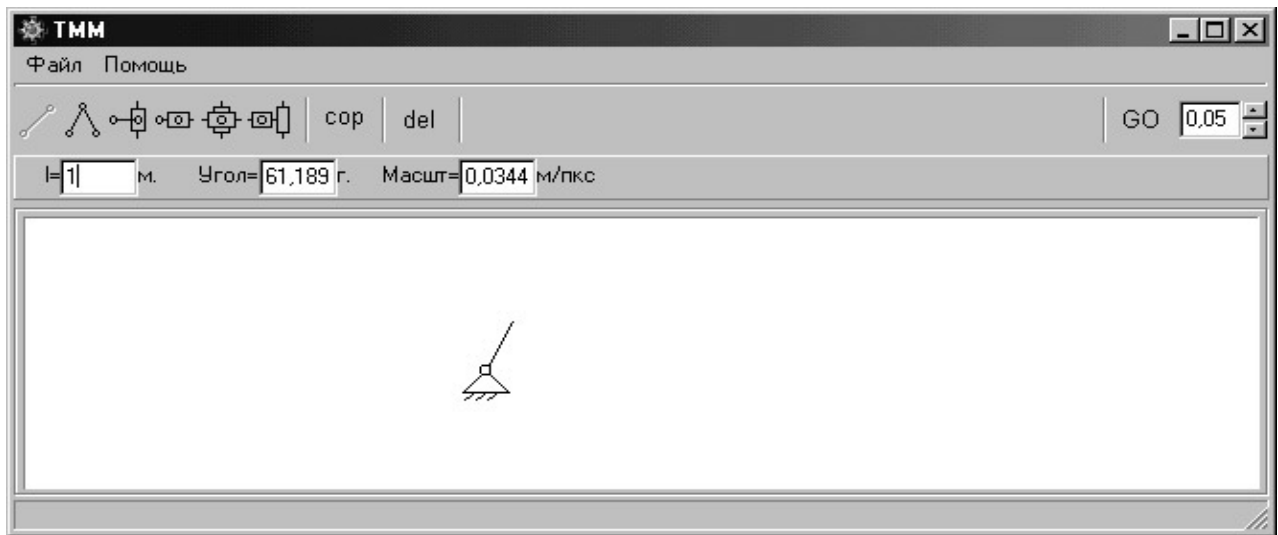 ТММ
Файл Помощь
cop del GO 0,05
l=1 м. Угол=61,189 г. Масшт=0,0344 м/пкс